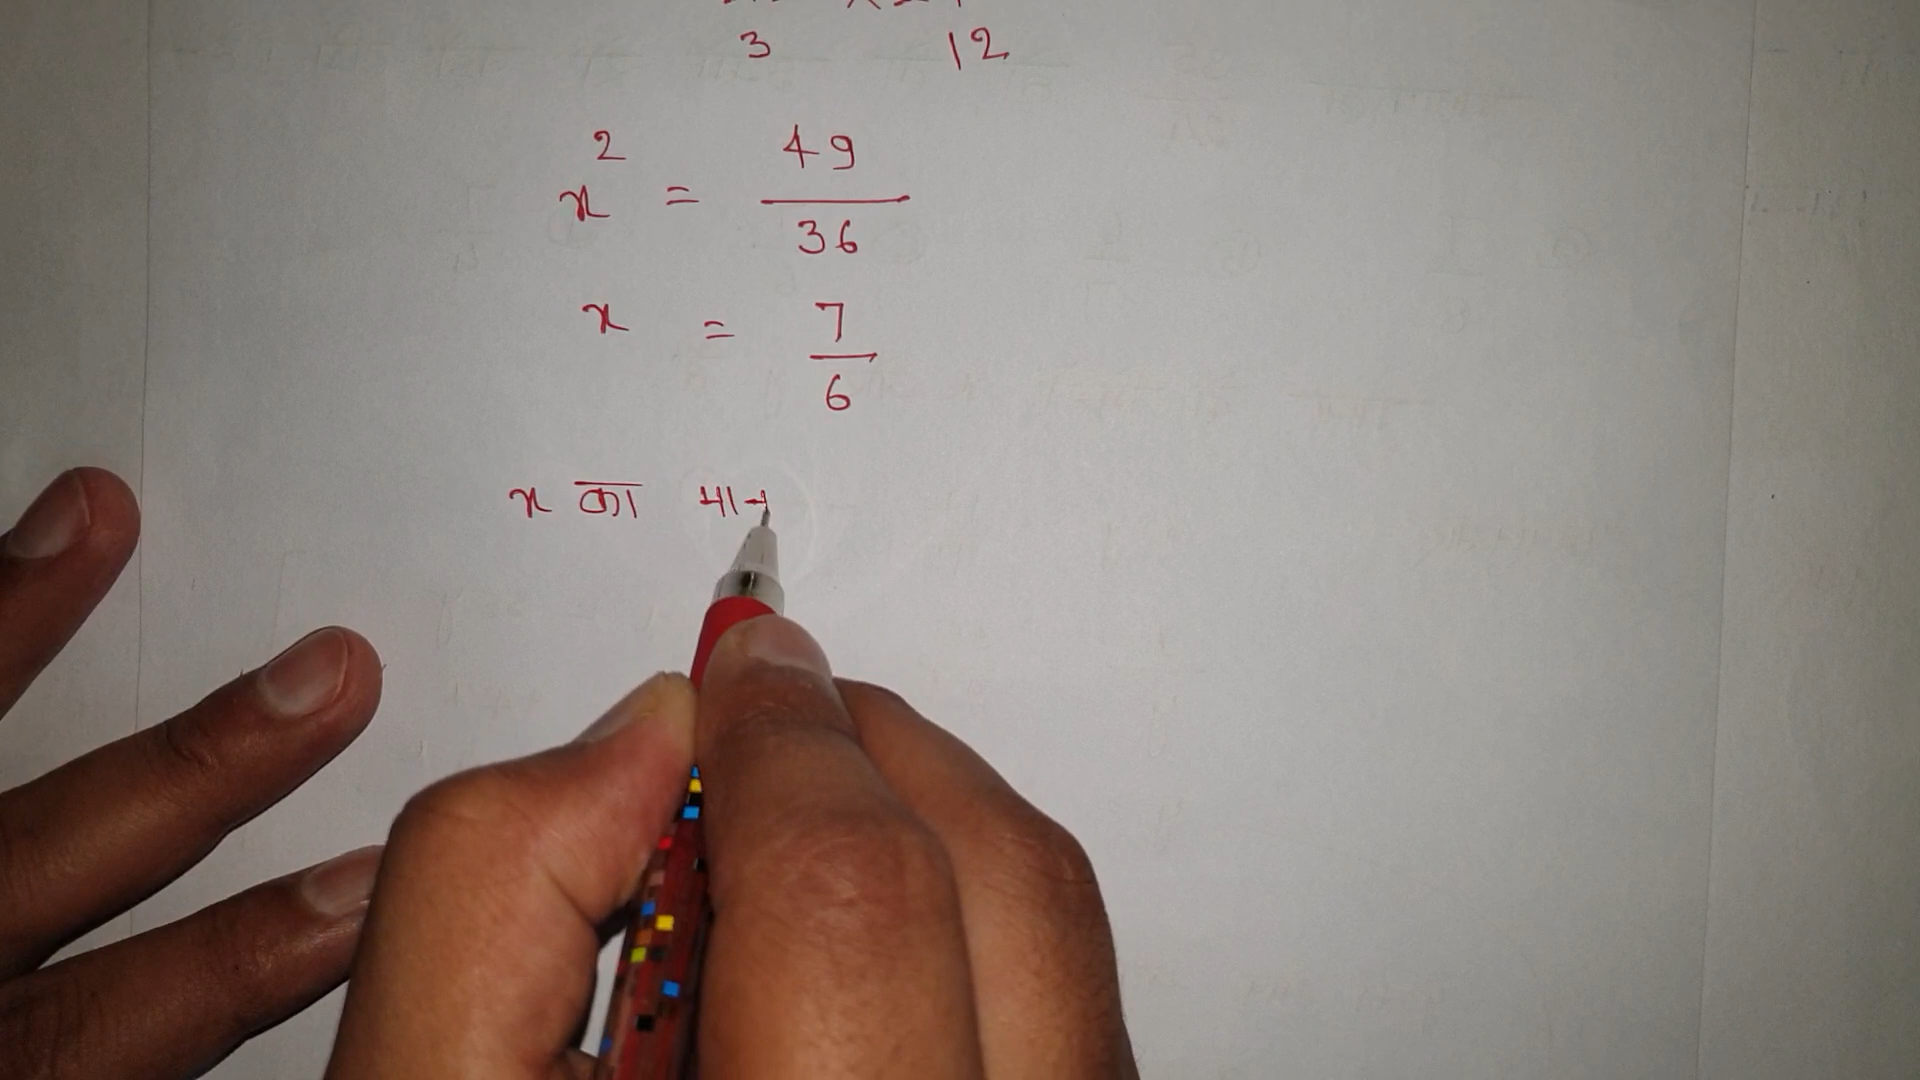 3 12
x² = 49/36
x = 7/6
x का मान